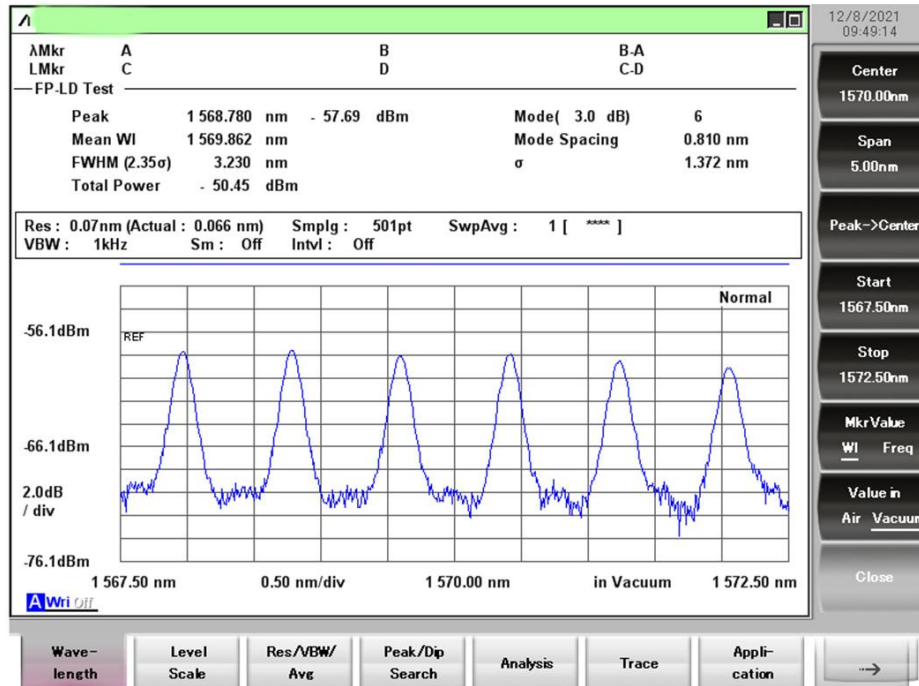 12/8/2021
09:49:14
λMkr A B B-A
LMkr C D C-D
FP-LD Test
Peak 1 568.780 nm - 57.69 dBm Mode( 3.0 dB) 6
Mean Wl 1 569.862 nm Mode Spacing 0.810 nm
FWHM (2.35σ) 3.230 nm σ 1.372 nm
Total Power - 50.45 dBm
Res : 0.07nm (Actual : 0.066 nm) Smplg : 501pt SwpAvg : 1 [ **** ]
VBW : 1kHz Sm : Off Intvl : Off
Normal
-56.1dBm
REF
-66.1dBm
2.0dB
/ div
-76.1dBm
1 567.50 nm 0.50 nm/div 1 570.00 nm in Vacuum 1 572.50 nm
A Wri Off
Center
1570.00nm
Span
5.00nm
Peak->Center
Start
1567.50nm
Stop
1572.50nm
Mkr Value
Wl Freq
Value in
Air Vacuum
Close
Wave-
length
Level
Scale
Res/VBW/
Avg
Peak/Dip
Search
Analysis
Trace
Appli-
cation